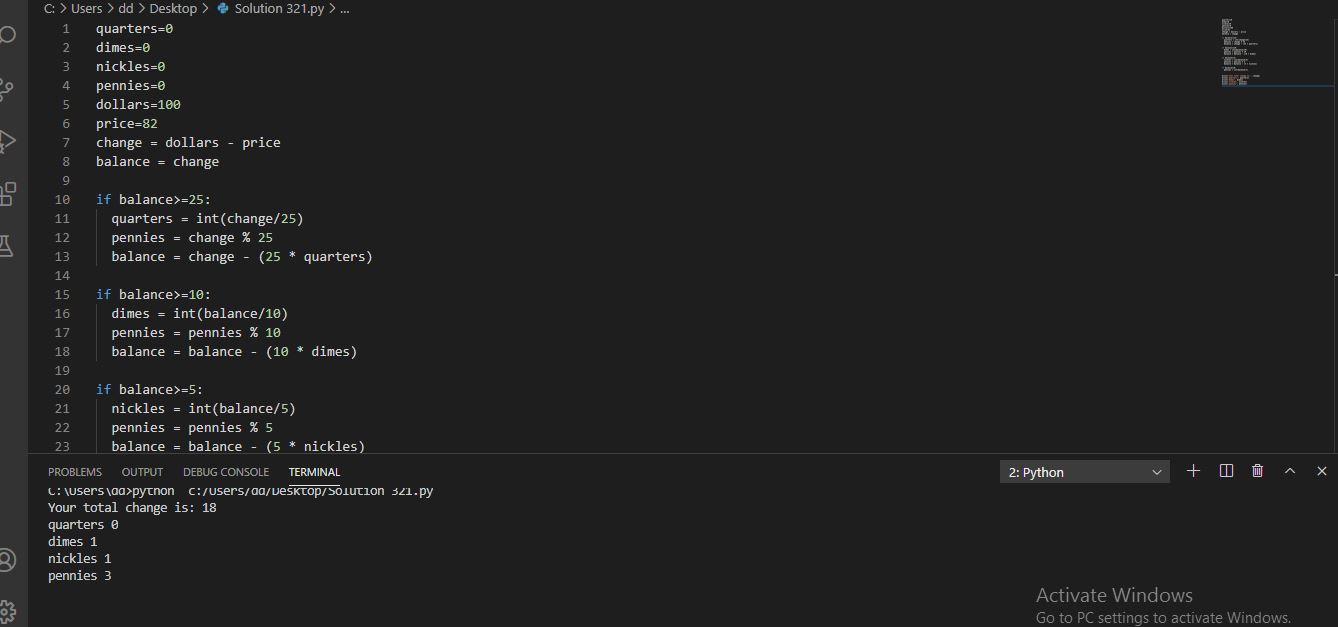 C: > Users > dd > Desktop > Solution 321.py > ...
1 quarters=0
2 dimes=0
3 nickles=0
4 pennies=0
5 dollars=100
6 price=82
7 change = dollars - price
8 balance = change
9
10 if balance>=25:
11 quarters = int(change/25)
12 pennies = change % 25
13 balance = change - (25 * quarters)
14
15 if balance>=10:
16 dimes = int(balance/10)
17 pennies = pennies % 10
18 balance = balance - (10 * dimes)
19
20 if balance>=5:
21 nickles = int(balance/5)
22 pennies = pennies % 5
23 balance = balance - (5 * nickles)
PROBLEMS OUTPUT DEBUG CONSOLE TERMINAL 2: Python
C:\Users\dd>python c:/Users/dd/Desktop/Solution 321.py
Your total change is: 18
quarters 0
dimes 1
nickles 1
pennies 3
Activate Windows
Go to PC settings to activate Windows.